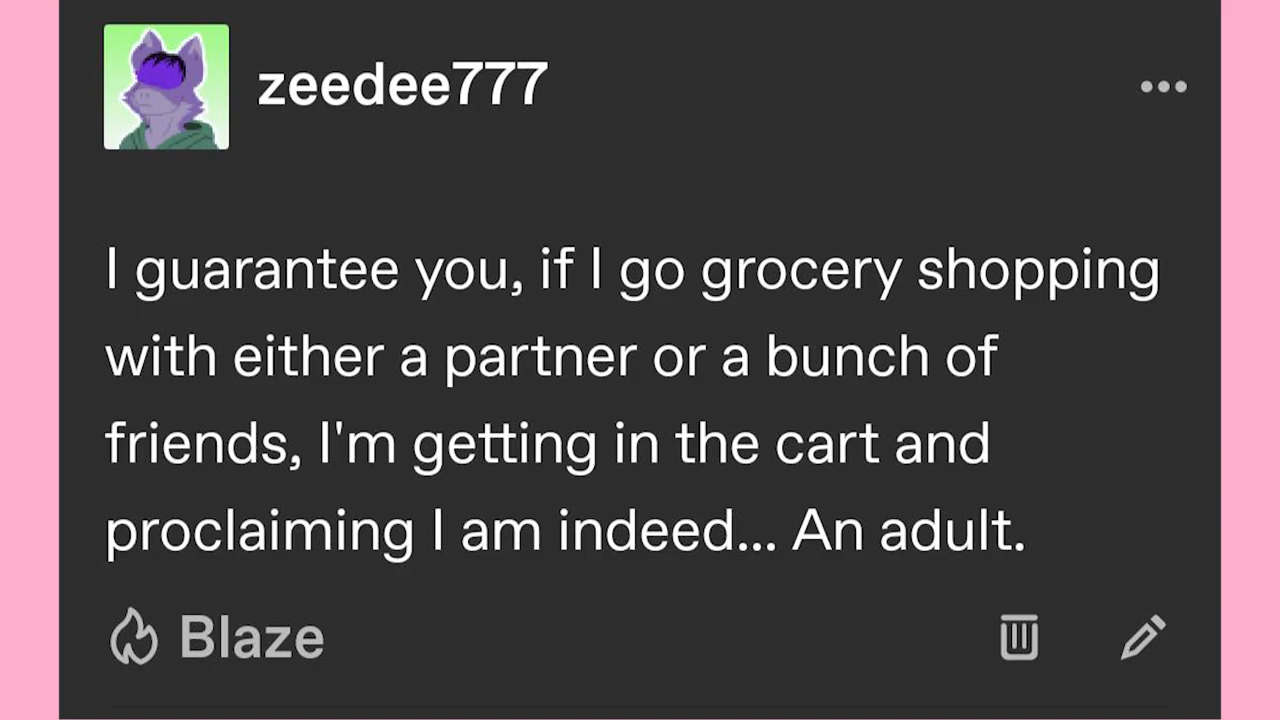 zeedee777
I guarantee you, if I go grocery shopping
with either a partner or a bunch of
friends, I'm getting in the cart and
proclaiming I am indeed... An adult.
Blaze